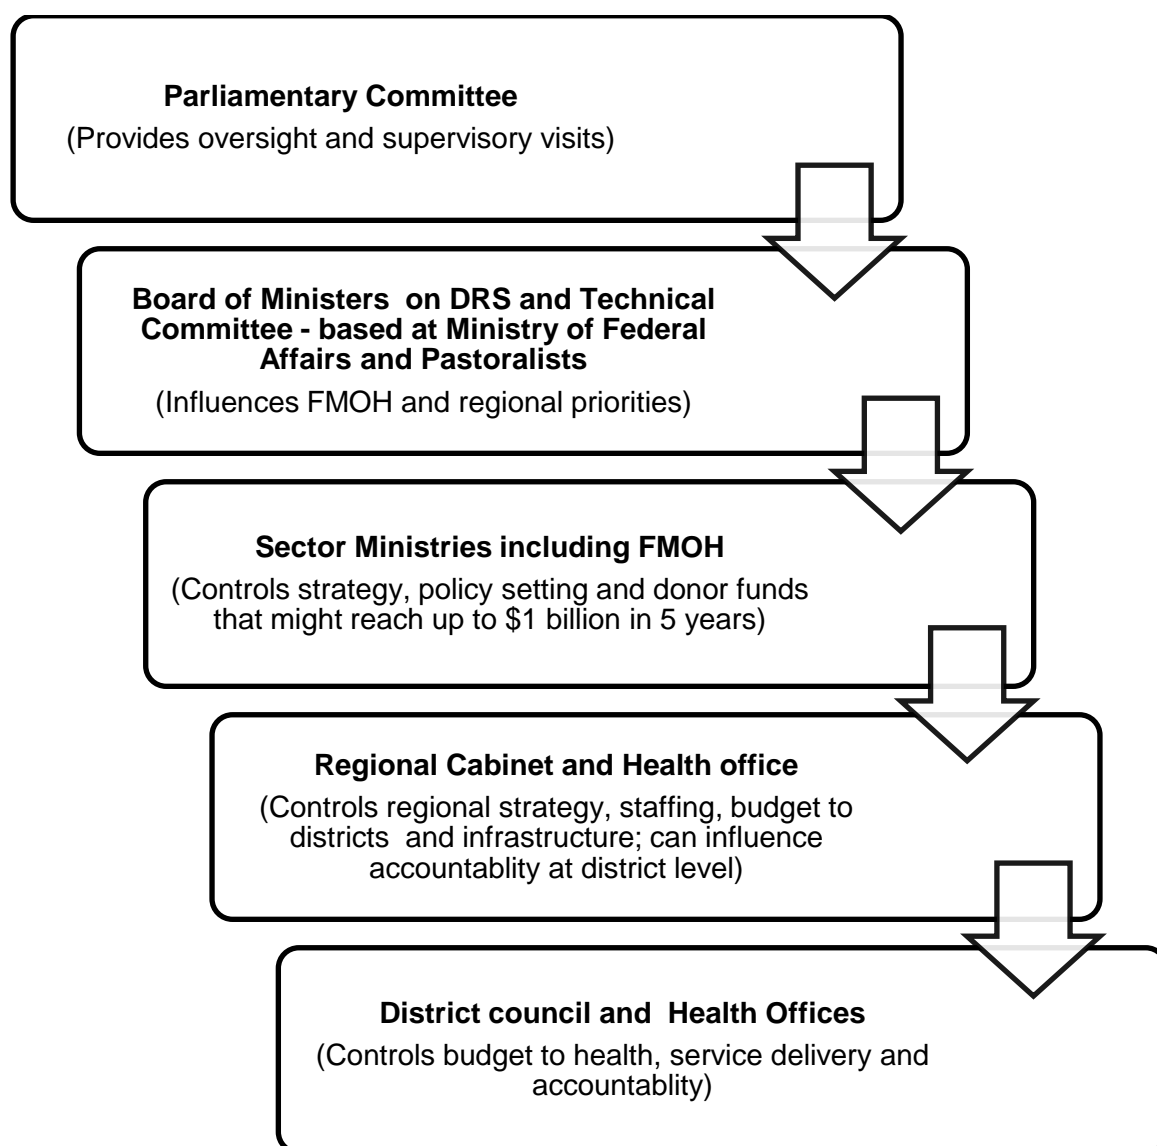 Parliamentary Committee
(Provides oversight and supervisory visits)
Board of Ministers  on DRS and Technical
Committee - based at Ministry of Federal
Affairs and Pastoralists
(Influences FMOH and regional priorities)
Sector Ministries including FMOH
(Controls strategy, policy setting and donor funds
that might reach up to $1 billion in 5 years)
Regional Cabinet and Health office
(Controls regional strategy, staffing, budget to
districts  and infrastructure; can influence
accountablity at district level)
District council and  Health Offices
(Controls budget to health, service delivery and
accountablity)